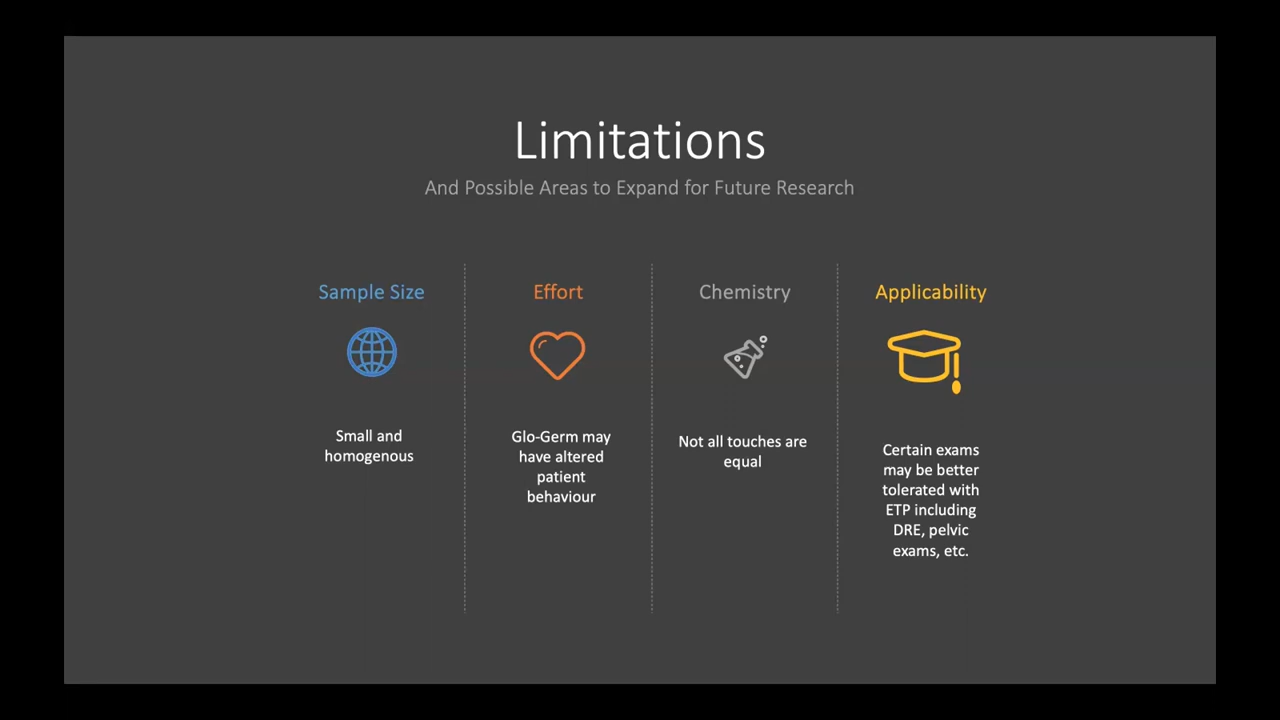 Limitations
And Possible Areas to Expand for Future Research
Sample Size
Small and
homogenous
Effort
Glo-Germ may
have altered
patient
behaviour
Chemistry
Not all touches are
equal
Applicability
Certain exams
may be better
tolerated with
ETP including
DRE, pelvic
exams, etc.